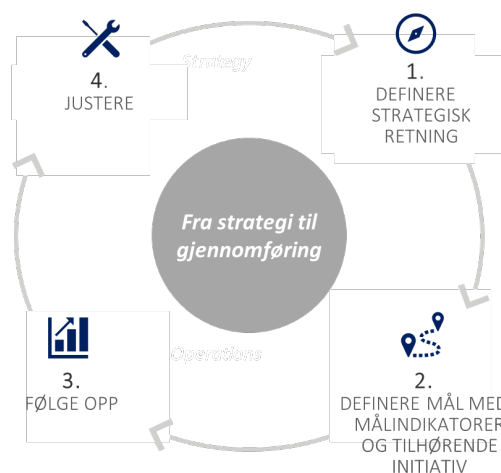 Strategy
4.
JUSTERE
1.
DEFINERE
STRATEGISK
RETNING
Fra strategi til
gjennomføring
Operations
3.
FØLGE OPP
2.
DEFINERE MÅL MED
MÅLINDIKATORER
OG TILHØRENDE
INITIATIV